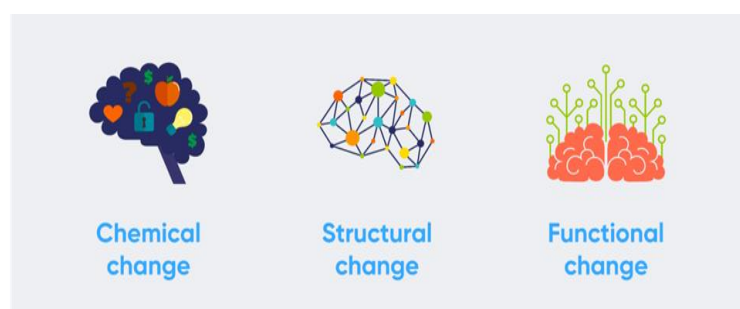 Chemical
change
Structural
change
Functional
change